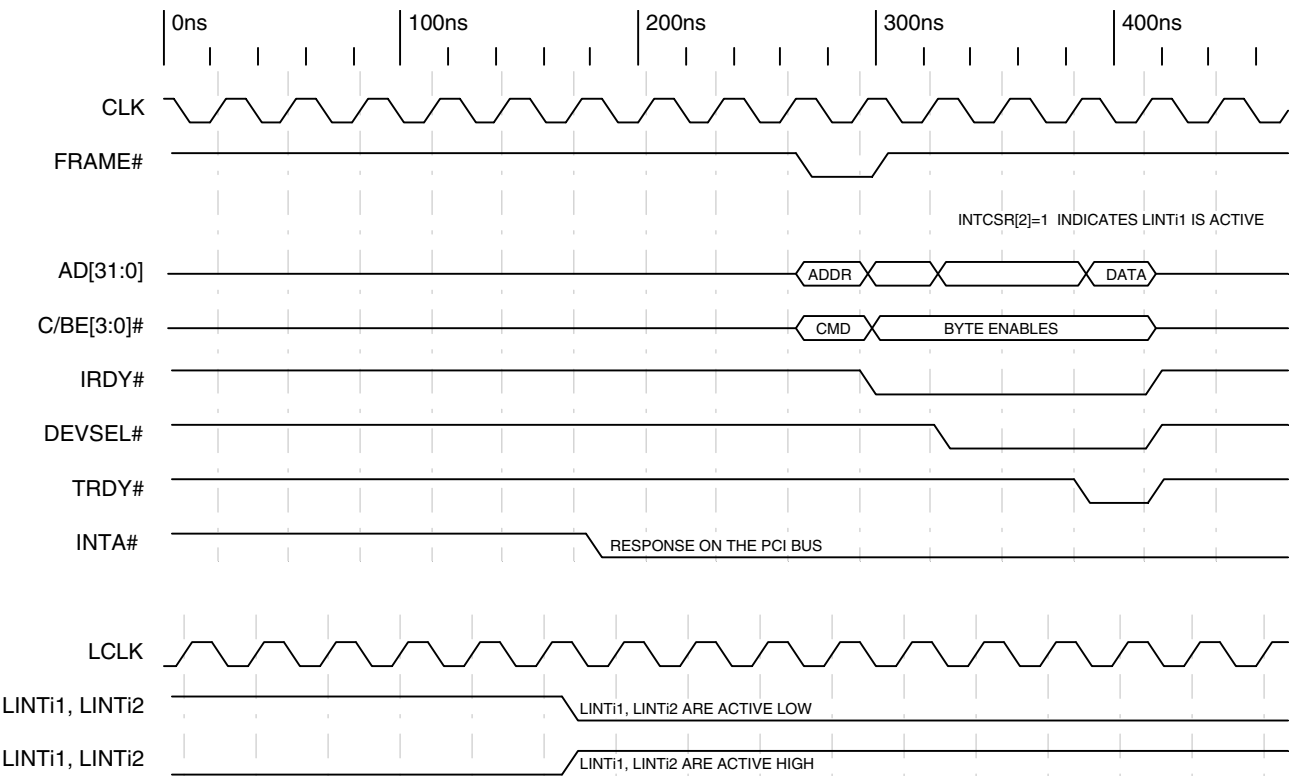 0ns 100ns 200ns 300ns 400ns
CLK
FRAME#
INTCSR[2]=1 INDICATES LINTi1 IS ACTIVE
AD[31:0] ADDR DATA
C/BE[3:0]# CMD BYTE ENABLES
IRDY#
DEVSEL#
TRDY#
INTA# RESPONSE ON THE PCI BUS
LCLK
LINTi1, LINTi2 LINTi1, LINTi2 ARE ACTIVE LOW
LINTi1, LINTi2 LINTi1, LINTi2 ARE ACTIVE HIGH